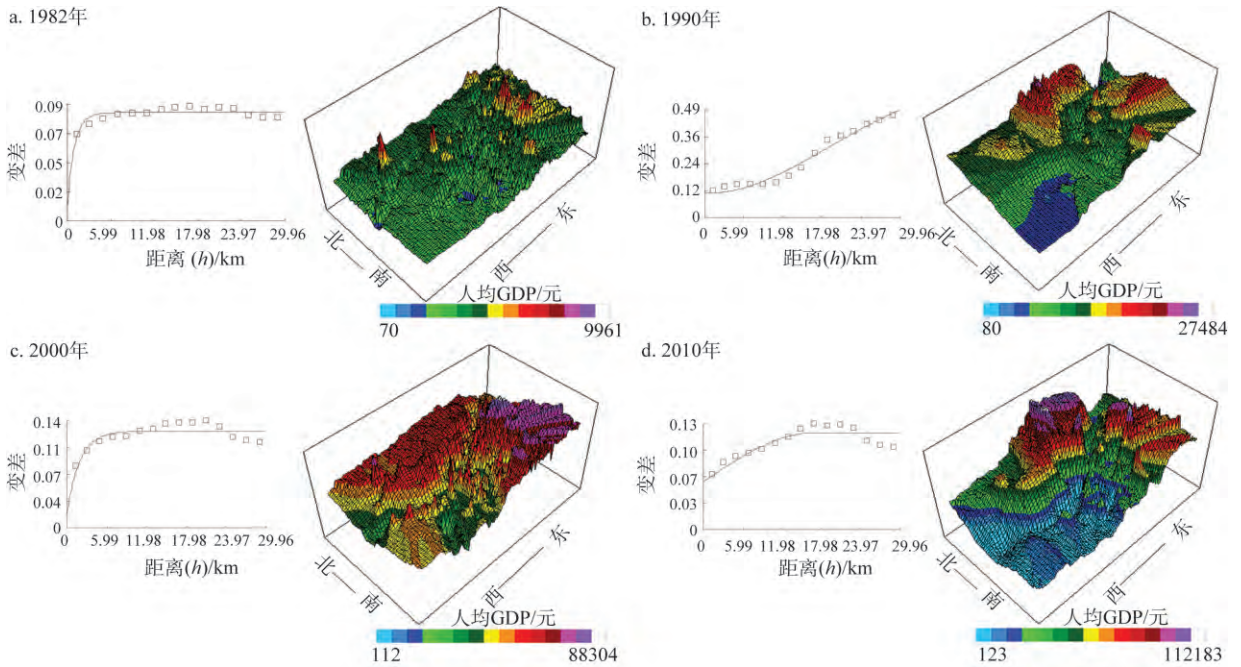 a. 1982年
0.09
0.07
0.05
0.02
0
变差
0 5.99 11.98 17.98 23.97 29.96
距离 (h)/km
北——南
西——东
人均GDP/元
70 9961
b. 1990年
0.49
0.36
0.24
0.12
0
变差
0 5.99 11.98 17.98 23.97 29.96
距离 (h)/km
北——南
西——东
人均GDP/元
80 27484
c. 2000年
0.14
0.11
0.07
0.04
0
变差
0 5.99 11.98 17.98 23.97 29.96
距离(h)/km
北——南
西——东
人均GDP/元
112 88304
d. 2010年
0.13
0.10
0.07
0.03
0
变差
0 5.99 11.98 17.98 23.97 29.96
距离(h)/km
北——南
西——东
人均GDP/元
123 112183